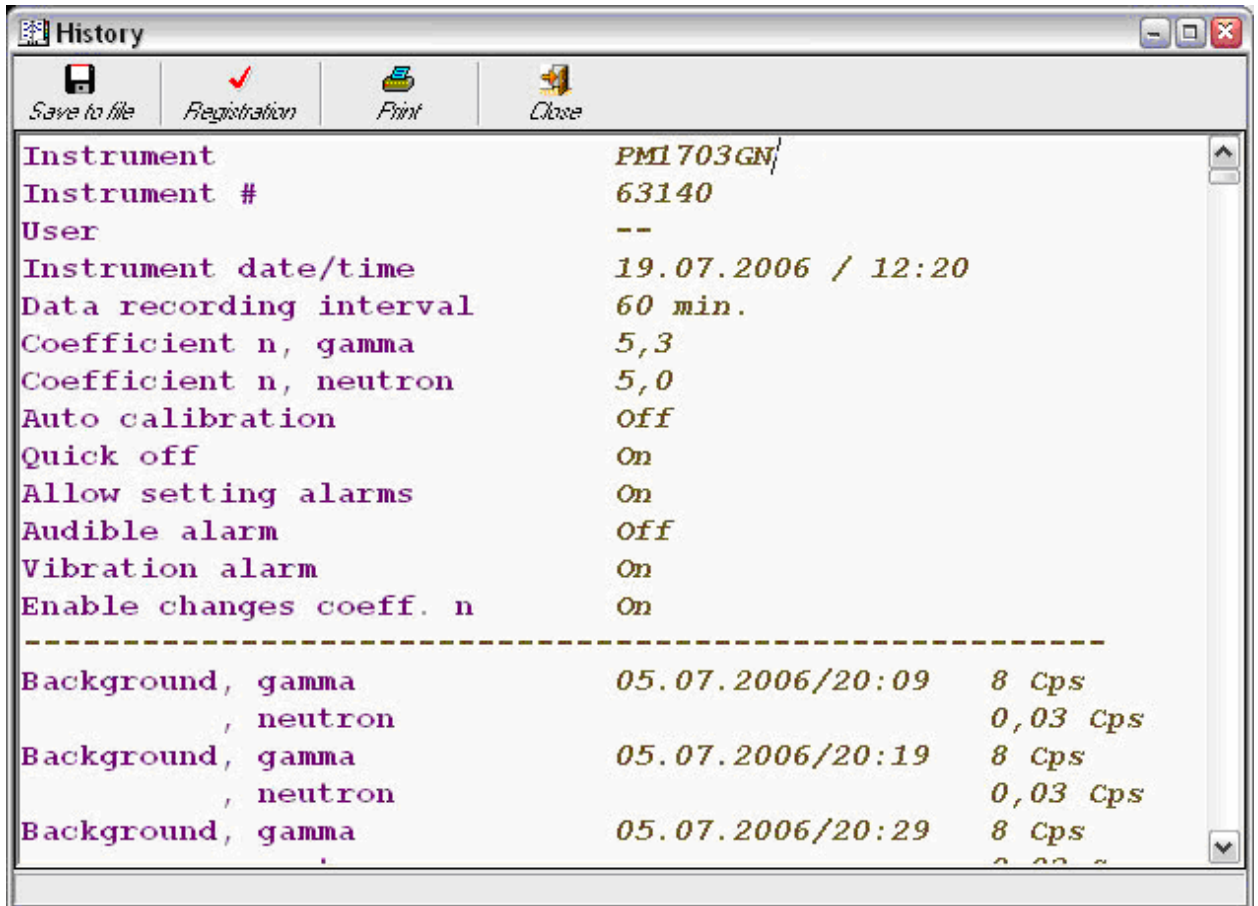 History
Save to file Registration Print Close
Instrument PM1703GN
Instrument # 63140
User --
Instrument date/time 19.07.2006 / 12:20
Data recording interval 60 min.
Coefficient n, gamma 5,3
Coefficient n, neutron 5,0
Auto calibration Off
Quick off On
Allow setting alarms On
Audible alarm Off
Vibration alarm On
Enable changes coeff. n On
-------------------------------------------------------
Background, gamma 05.07.2006/20:09 8 Cps
, neutron 0,03 Cps
Background, gamma 05.07.2006/20:19 8 Cps
, neutron 0,03 Cps
Background, gamma 05.07.2006/20:29 8 Cps